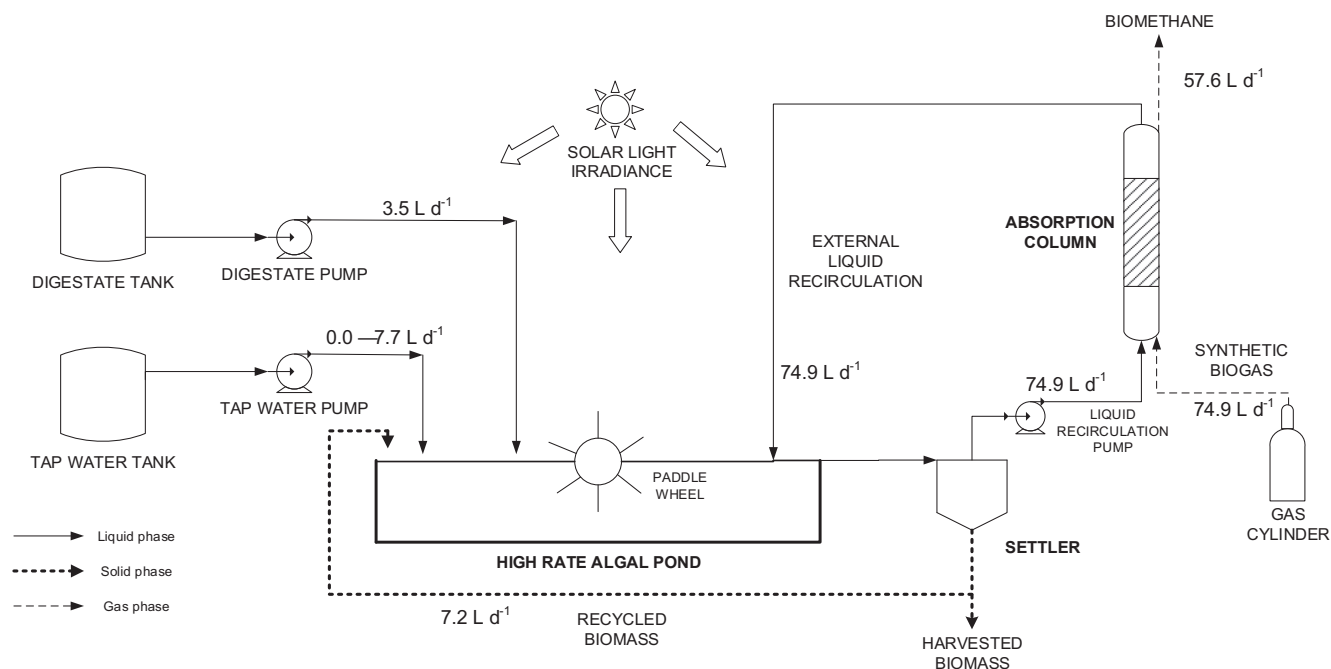 BIOMETHANE
57.6 L d-1
SOLAR LIGHT
IRRADIANCE
3.5 L d-1
DIGESTATE TANK
DIGESTATE PUMP
EXTERNAL
LIQUID
RECIRCULATION
ABSORPTION
COLUMN
0.0 —7.7 L d-1
TAP WATER TANK
TAP WATER PUMP
74.9 L d-1
74.9 L d-1
LIQUID
RECIRCULATION
PUMP
SYNTHETIC
BIOGAS
74.9 L d-1
GAS
CYLINDER
PADDLE
WHEEL
HIGH RATE ALGAL POND
SETTLER
Liquid phase
Solid phase
Gas phase
7.2 L d-1
RECYCLED
BIOMASS
HARVESTED
BIOMASS